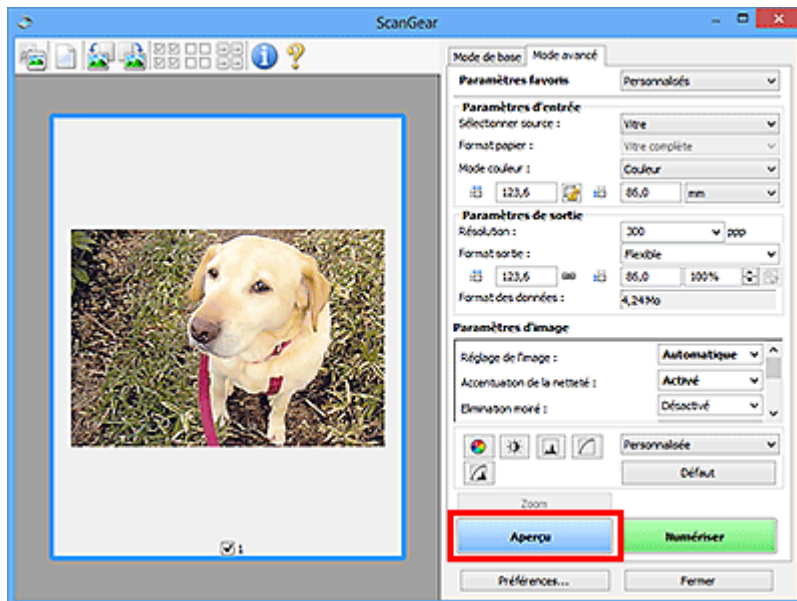 ScanGear
Mode de base Mode avancé
Paramètres favoris Personnalisés
Paramètres d'entrée
Sélectionner source : Vitre
Format papier : Vitre complète
Mode couleur : Couleur
123,6 86,0 mm
Paramètres de sortie
Résolution : 300 ppp
Format sortie : Flexible
123,6 86,0 100%
Format des données : 4,24Mo
Paramètres d'image
Réglage de l'image : Automatique
Accentuation de la netteté : Activé
Elimination moiré : Désactivé
Personnalisée
Défaut
Zoom
Aperçu Numériser
1
Préférences... Fermer